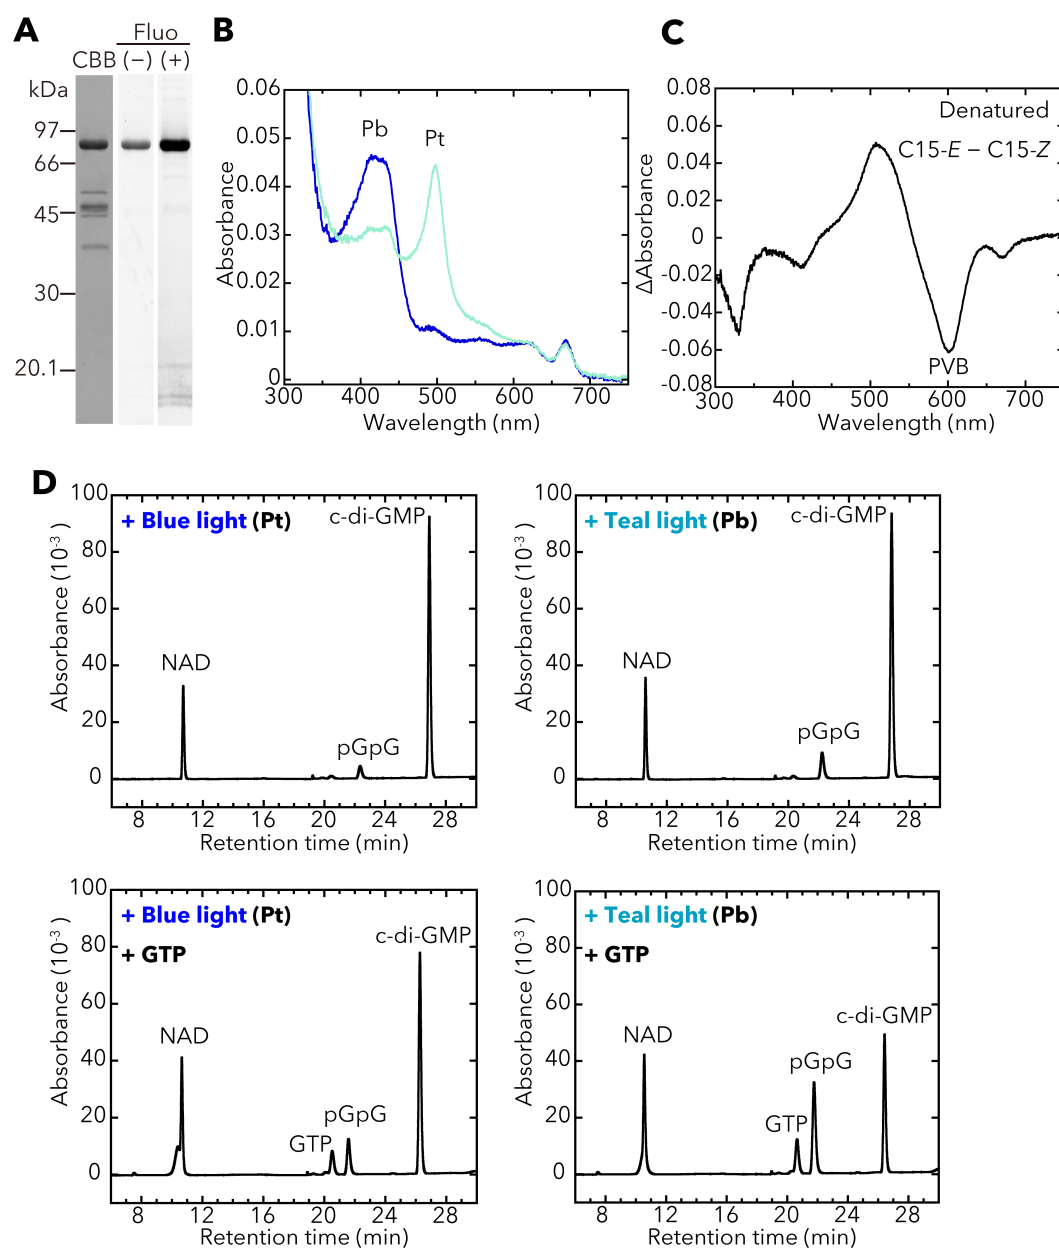 A
Fluo
CBB (−) (+)
kDa
97
66
45
30
20.1
B
0.06
0.05
0.04
0.03
0.02
0.01
0
Absorbance
Pb
Pt
300 400 500 600 700
Wavelength (nm)
C
0.08
0.06
0.04
0.02
0
-0.02
-0.04
-0.06
-0.08
ΔAbsorbance
Denatured
C15-E − C15-Z
PVB
300 400 500 600 700
Wavelength (nm)
D
100
80
60
40
20
0
Absorbance (10-3 )
+ Blue light (Pt)
c-di-GMP
NAD
pGpG
8 12 16 20 24 28
Retention time (min)
100
80
60
40
20
0
Absorbance (10-3 )
+ Teal light (Pb)
c-di-GMP
NAD
pGpG
8 12 16 20 24 28
Retention time (min)
100
80
60
40
20
0
Absorbance (10-3 )
+ Blue light (Pt)
+ GTP
c-di-GMP
NAD
pGpG
GTP
8 12 16 20 24 28
Retention time (min)
100
80
60
40
20
0
Absorbance (10-3 )
+ Teal light (Pb)
+ GTP
c-di-GMP
NAD
pGpG
GTP
8 12 16 20 24 28
Retention time (min)